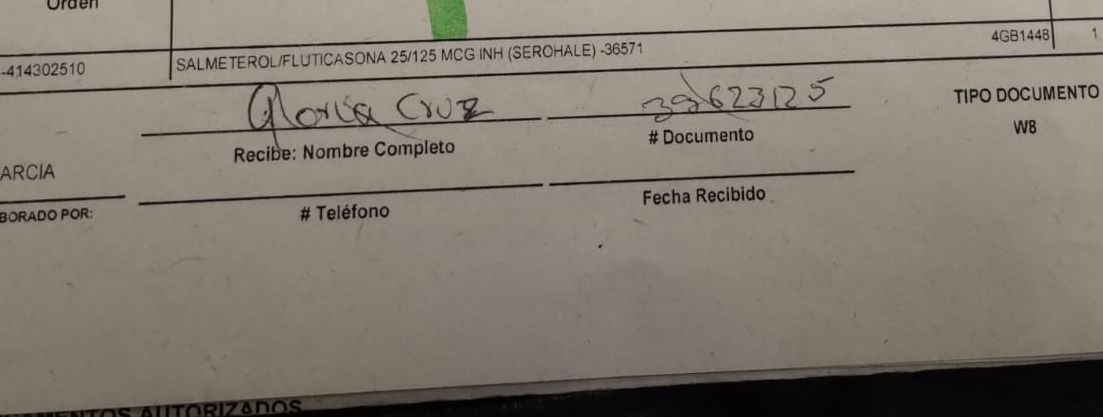 Orden
-414302510 SALMETEROL/FLUTICASONA 25/125 MCG INH (SEROHALE) -36571 4GB1448 1
Gloria Cruz 39623125
TIPO DOCUMENTO
Recibe: Nombre Completo # Documento W8
ARCIA
BORADO POR: # Teléfono Fecha Recibido
AMENTOS AUTORIZADOS